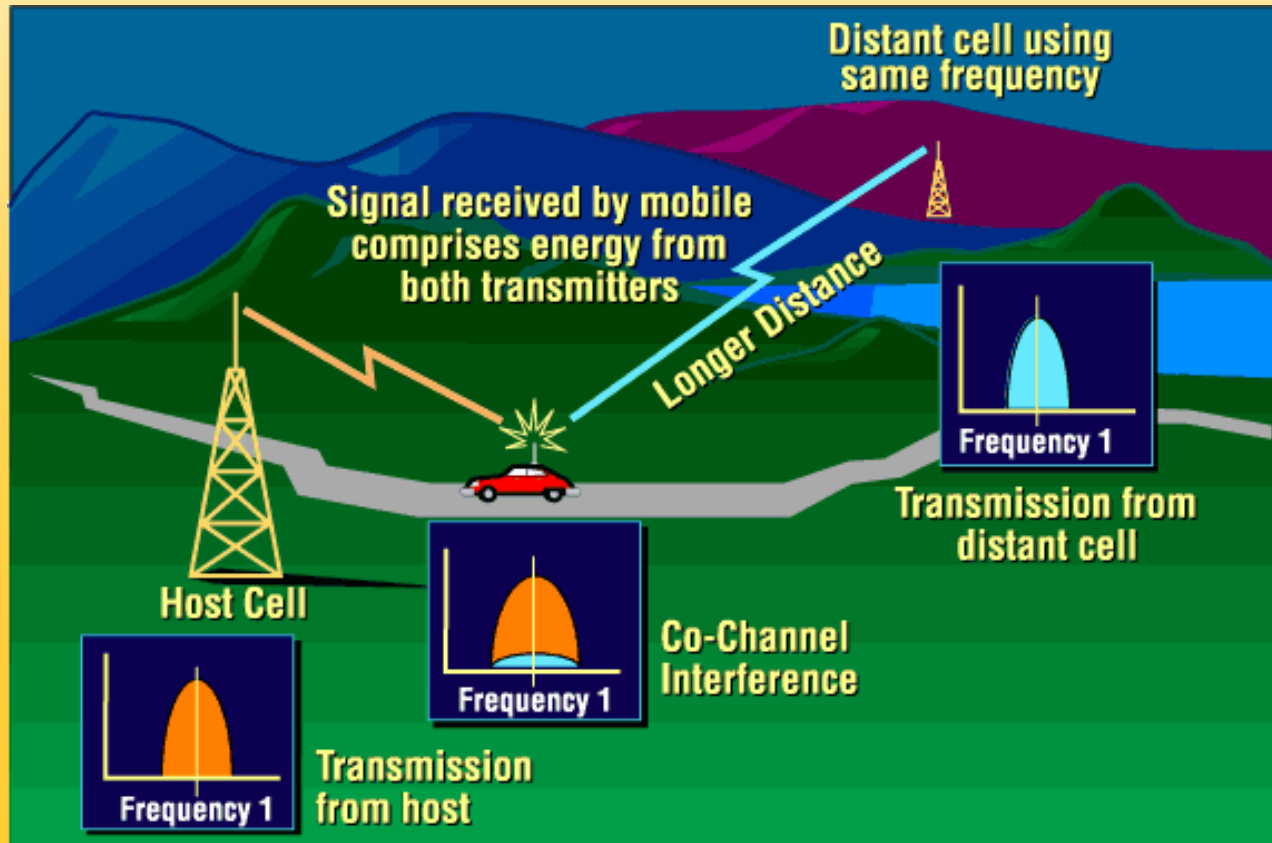 Distant cell using
same frequency
Signal received by mobile
comprises energy from
both transmitters
Longer Distance
Frequency 1
Transmission from
distant cell
Host Cell
Frequency 1
Co-Channel
Interference
Frequency 1
Transmission
from host